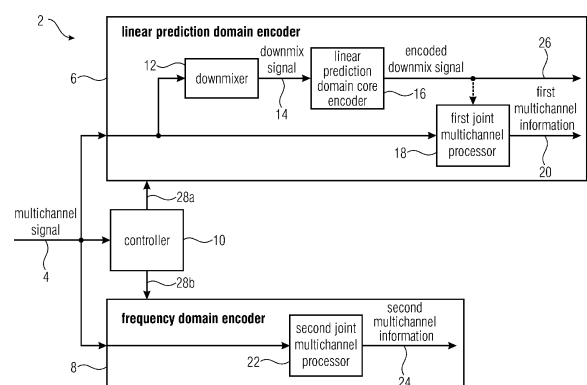 2
linear prediction domain encoder
6
12
downmix
signal
linear
prediction
domain core
encoder
encoded
downmix signal
26
downmixer
14
16
first
multichannel
information
first joint
multichannel
processor
18
20
28a
multichannel
signal
4
controller
10
28b
frequency domain encoder
second joint
multichannel
processor
second
multichannel
information
8
22
24